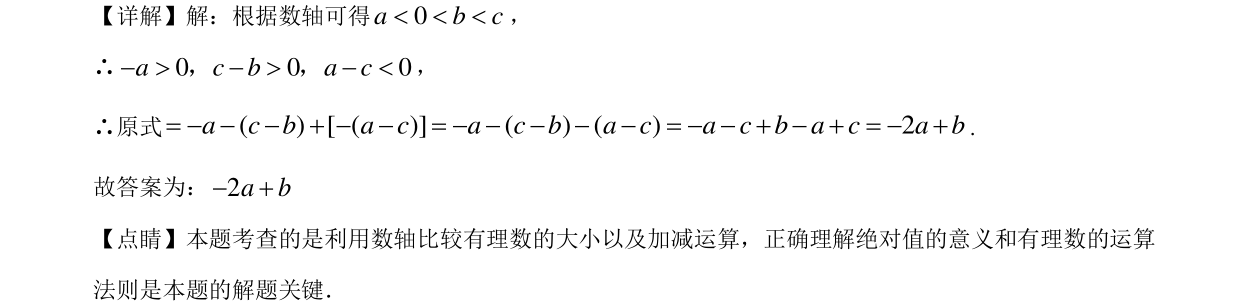 【详解】解：根据数轴可得a<0<b<c，
∴−a>0，c−b>0，a−c<0，
∴原式=−a−(c−b)+[−(a−c)]=−a−(c−b)−(a−c)=−a−c+b−a+c=−2a+b.
故答案为：−2a+b
【点睛】本题考查的是利用数轴比较有理数的大小以及加减运算，正确理解绝对值的意义和有理数的运算
法则是本题的解题关键．